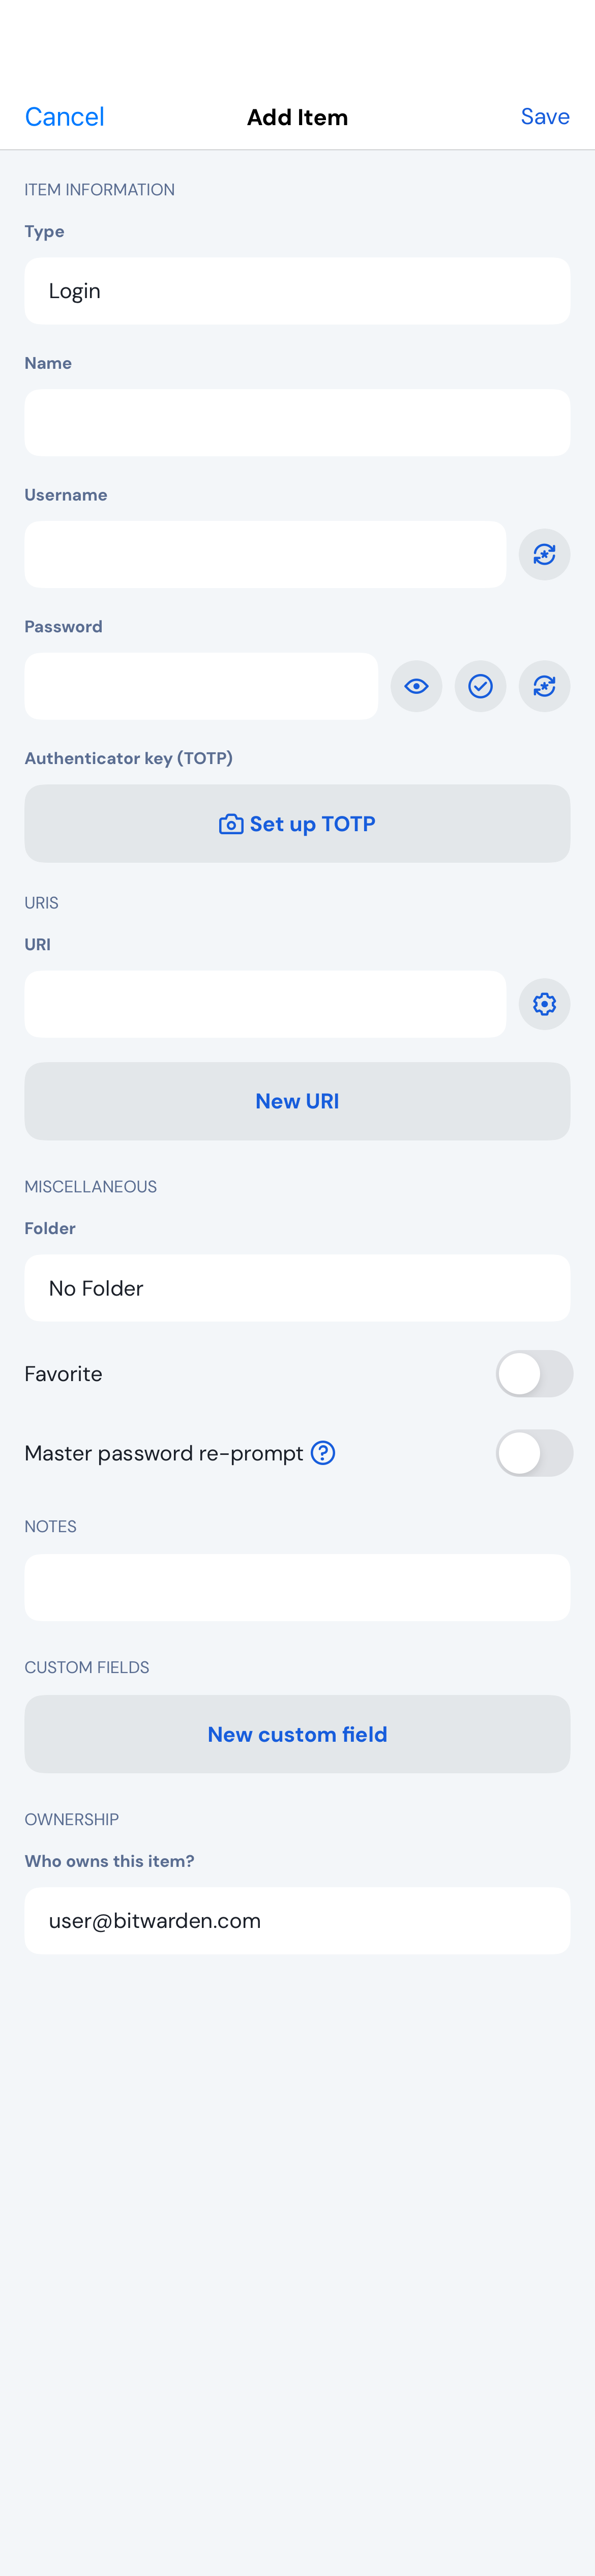 Cancel Add Item Save
ITEM INFORMATION
Type
Login
Name
Username
Password
Authenticator key (TOTP)
Set up TOTP
URIS
URI
New URI
MISCELLANEOUS
Folder
No Folder
Favorite
Master password re-prompt
NOTES
CUSTOM FIELDS
New custom field
OWNERSHIP
Who owns this item?
user@bitwarden.com